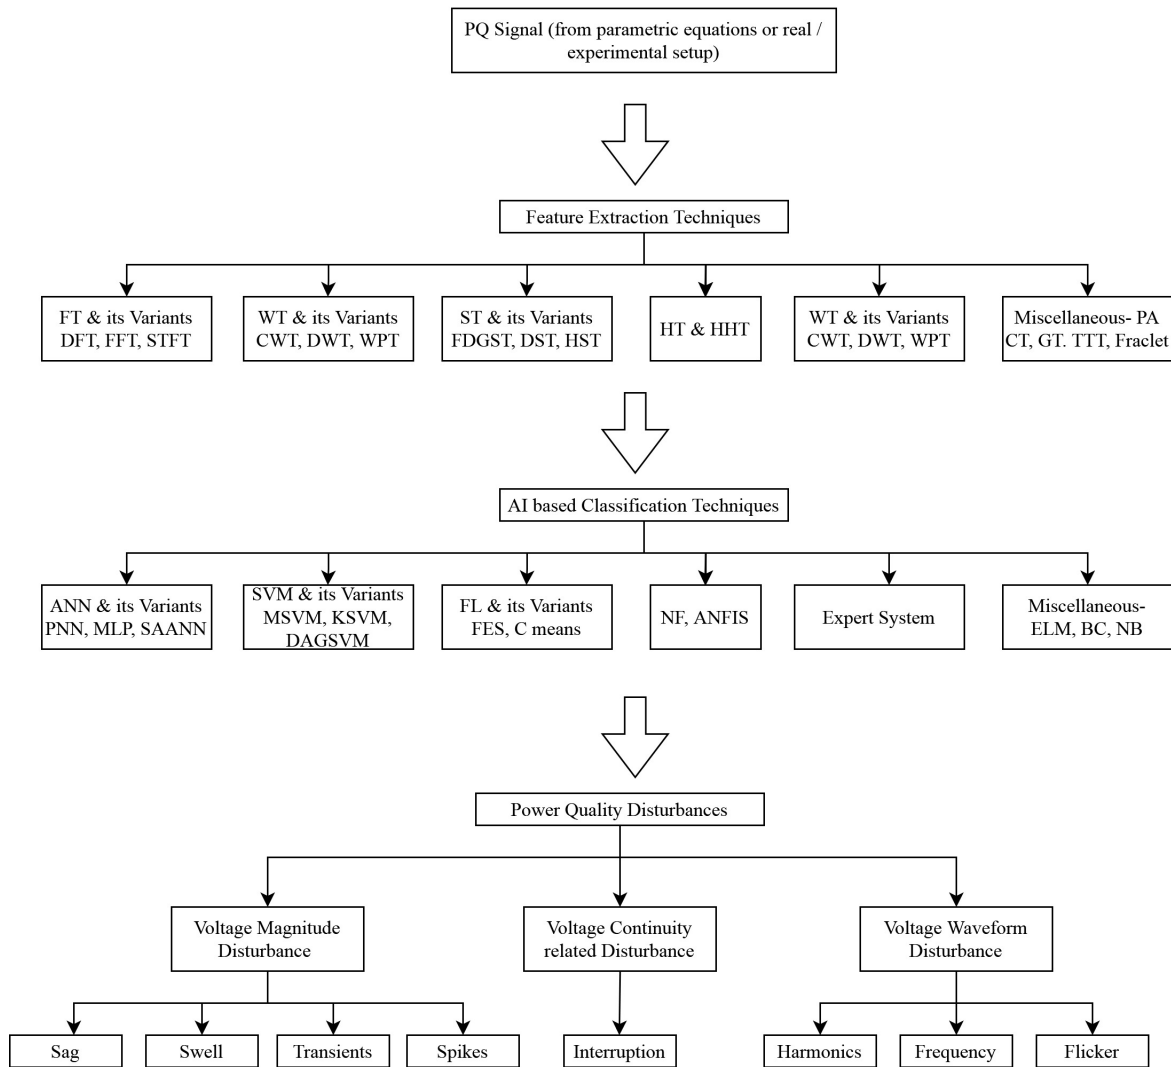 PQ Signal (from parametric equations or real /
experimental setup)
Feature Extraction Techniques
FT & its Variants
DFT, FFT, STFT
WT & its Variants
CWT, DWT, WPT
ST & its Variants
FDGST, DST, HST
HT & HHT
WT & its Variants
CWT, DWT, WPT
Miscellaneous- PA
CT, GT. TTT, Fraclet
AI based Classification Techniques
ANN & its Variants
PNN, MLP, SAANN
SVM & its Variants
MSVM, KSVM,
DAGSVM
FL & its Variants
FES, C means
NF, ANFIS
Expert System
Miscellaneous-
ELM, BC, NB
Power Quality Disturbances
Voltage Magnitude
Disturbance
Voltage Continuity
related Disturbance
Voltage Waveform
Disturbance
Sag
Swell
Transients
Spikes
Interruption
Harmonics
Frequency
Flicker